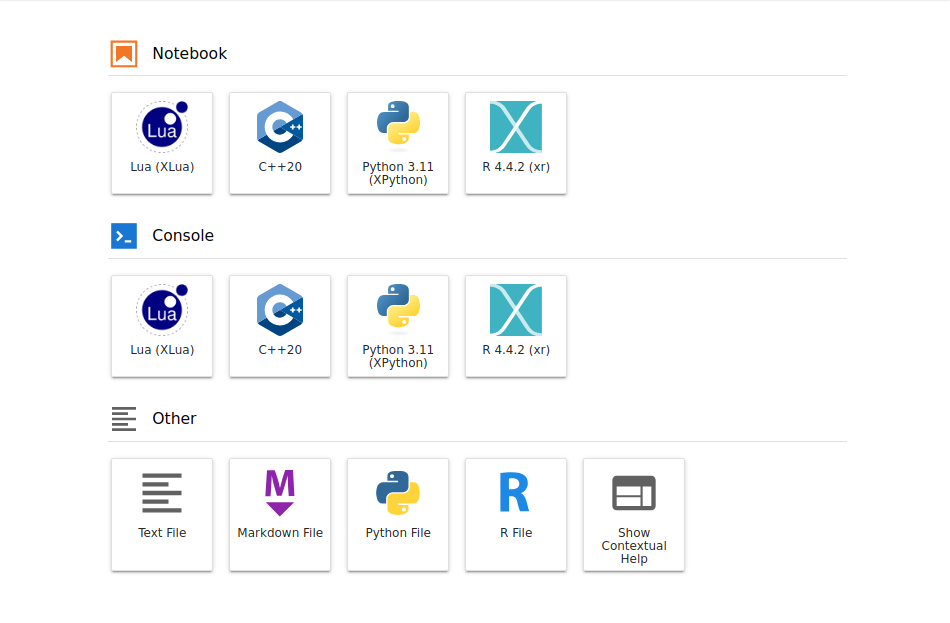 Notebook
Lua
C++
Lua (XLua)
C++20
Python 3.11
(XPython)
R 4.4.2 (xr)
Console
Lua
C++
Lua (XLua)
C++20
Python 3.11
(XPython)
R 4.4.2 (xr)
Other
M
R
Text File
Markdown File
Python File
R File
Show
Contextual
Help